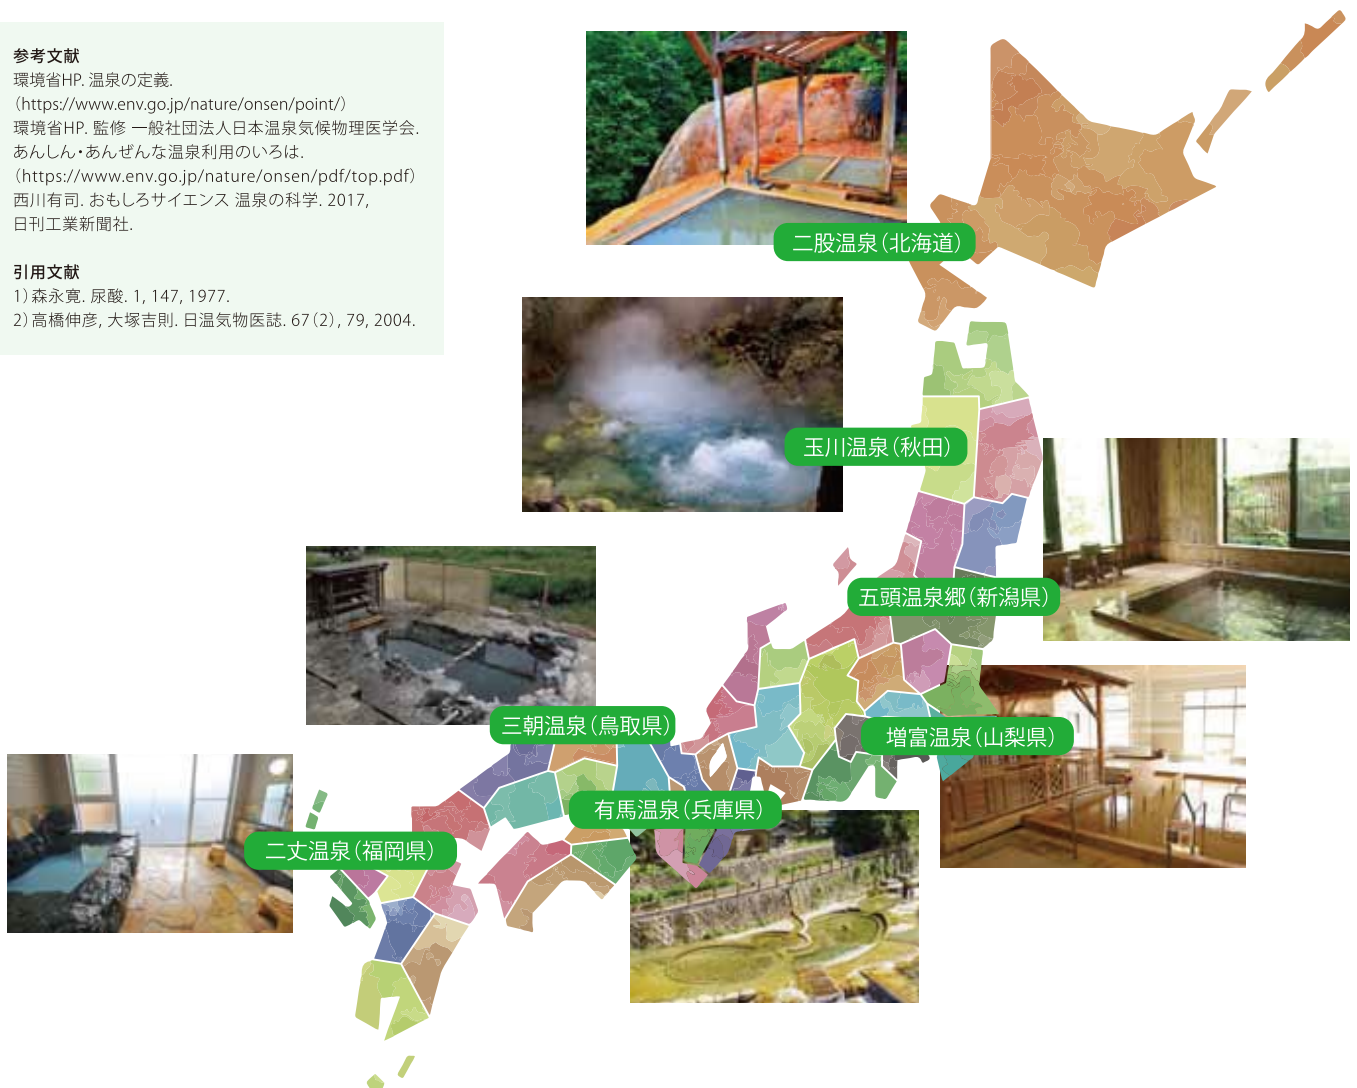 参考文献
環境省HP. 温泉の定義.
（https://www.env.go.jp/nature/onsen/point/）
環境省HP. 監修 一般社団法人日本温泉気候物理医学会.
あんしん・あんぜんな温泉利用のいろは.
（https://www.env.go.jp/nature/onsen/pdf/top.pdf）
西川有司. おもしろサイエンス 温泉の科学. 2017,
日刊工業新聞社.
引用文献
1）森永寛. 尿酸. 1, 147, 1977.
2）高橋伸彦, 大塚吉則. 日温気物医誌. 67（2）, 79, 2004.
二股温泉（北海道）
玉川温泉（秋田）
五頭温泉郷（新潟県）
三朝温泉（鳥取県）
増富温泉（山梨県）
有馬温泉（兵庫県）
二丈温泉（福岡県）